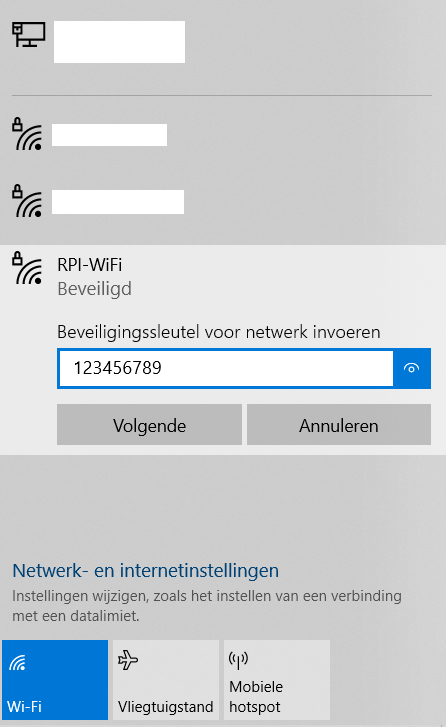 RPI-WiFi
Beveiligd
Beveiligingssleutel voor netwerk invoeren
123456789
Volgende
Annuleren
Netwerk- en internetinstellingen
Instellingen wijzigen, zoals het instellen van een verbinding
met een datalimiet.
Wi-Fi
Vliegtuigstand
Mobiele
hotspot